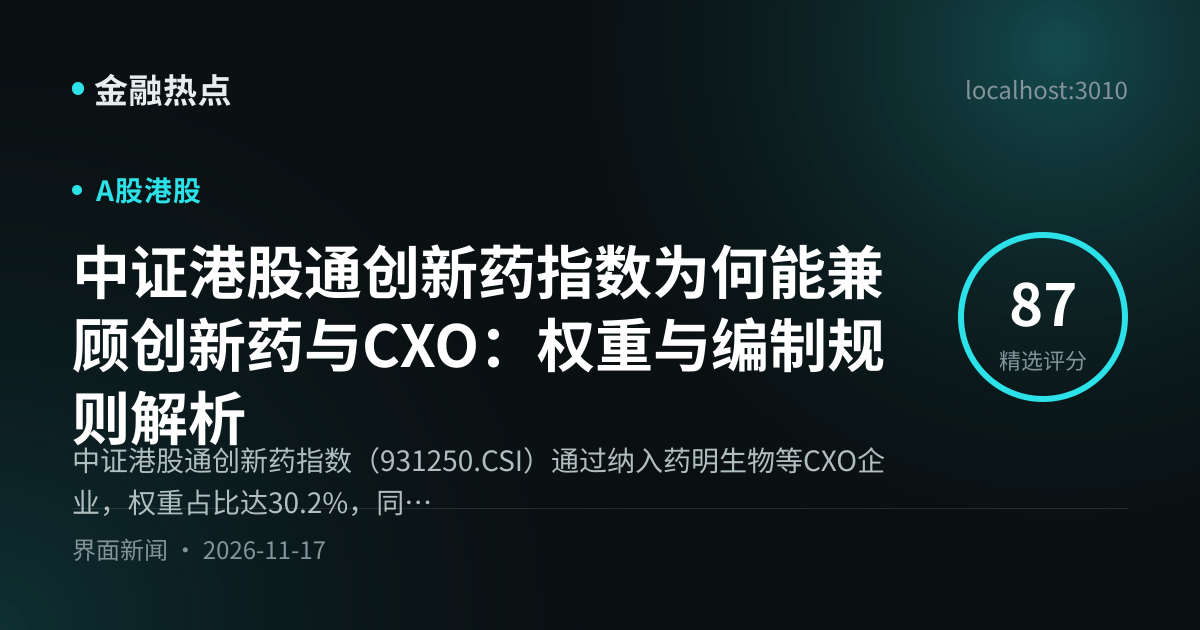 金融热点
localhost:3010
A股港股
中证港股通创新药指数为何能兼
顾创新药与CXO：权重与编制规
则解析
87
精选评分
中证港股通创新药指数（931250.CSI）通过纳入药明生物等CXO企
业，权重占比达30.2%，同…
界面新闻 · 2026-11-17